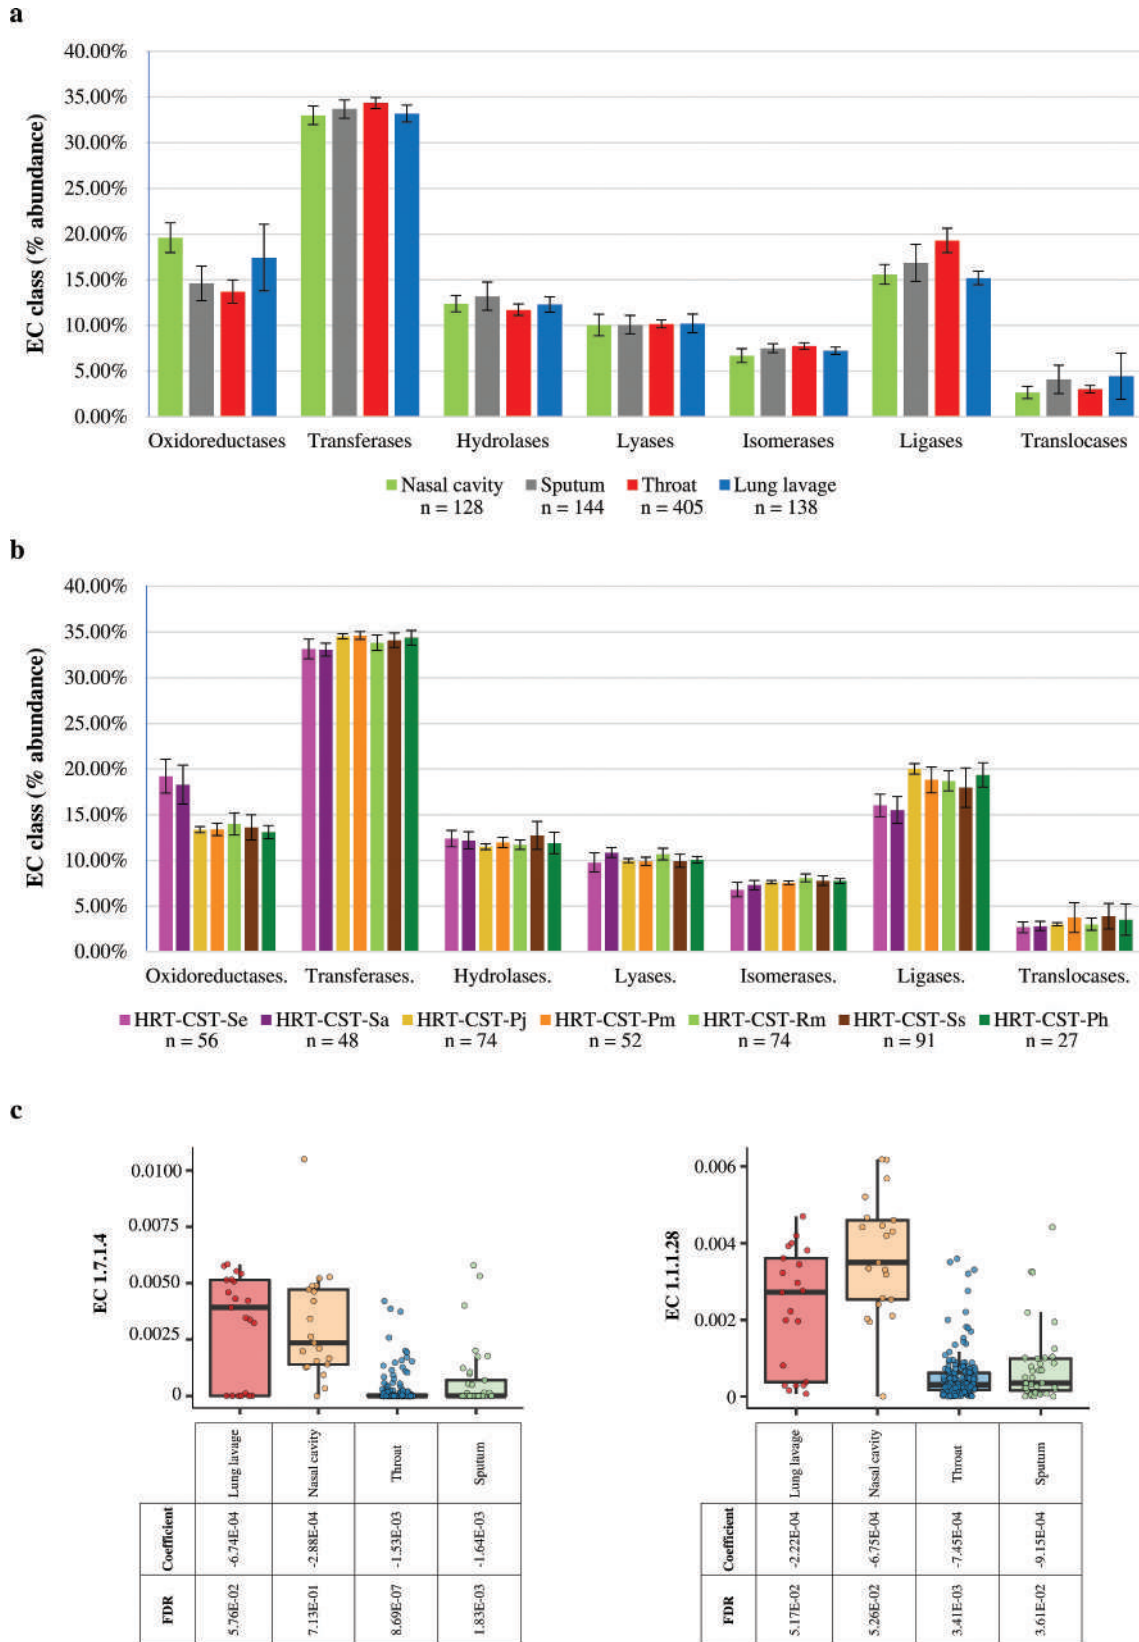 a
EC class (% abundance)
40.00%
35.00%
30.00%
25.00%
20.00%
15.00%
10.00%
5.00%
0.00%
Oxidoreductases Transferases Hydrolases Lyases Isomerases Ligases Translocases
Nasal cavity Sputum Throat Lung lavage
n = 128 n = 144 n = 405 n = 138
b
EC class (% abundance)
40.00%
35.00%
30.00%
25.00%
20.00%
15.00%
10.00%
5.00%
0.00%
Oxidoreductases. Transferases. Hydrolases. Lyases. Isomerases. Ligases. Translocases.
HRT-CST-Se HRT-CST-Sa HRT-CST-Pj HRT-CST-Pm HRT-CST-Rm HRT-CST-Ss HRT-CST-Ph
n = 56 n = 48 n = 74 n = 52 n = 74 n = 91 n = 27
c
EC 1.7.1.4
0.0100
0.0075
0.0050
0.0025
0
Lung lavage Nasal cavity Throat Sputum
Coefficient -6.74E-04 -2.88E-04 -1.53E-03 -1.64E-03
FDR 5.76E-02 7.13E-01 8.69E-07 1.83E-03
EC 1.1.1.28
0.006
0.004
0.002
0
Lung lavage Nasal cavity Throat Sputum
Coefficient -2.22E-04 -6.75E-04 -7.45E-04 -9.15E-04
FDR 5.17E-02 5.26E-02 3.41E-03 3.61E-02